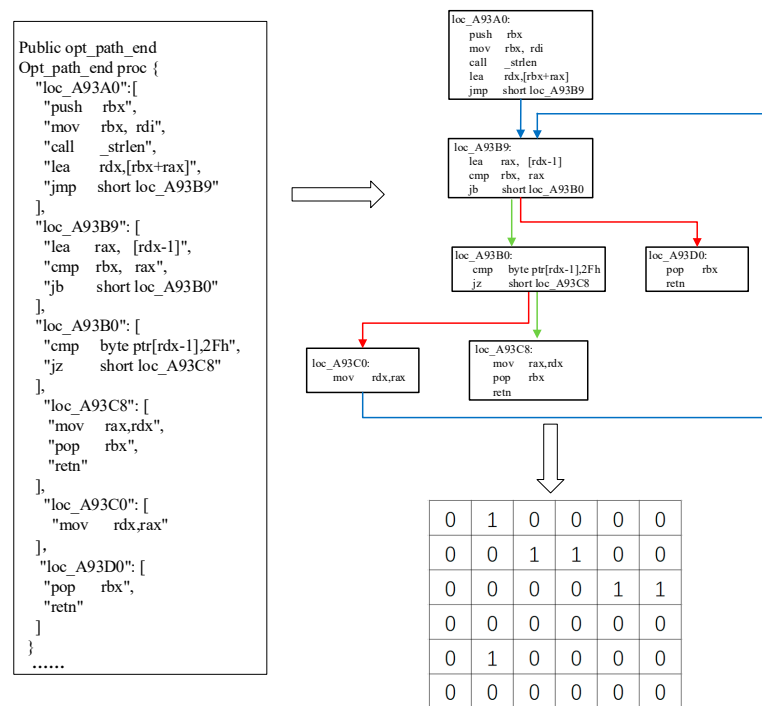 Public opt_path_end
Opt_path_end proc {
"loc_A93A0":[
"push rbx",
"mov rbx, rdi",
"call _strlen",
"lea rdx,[rbx+rax]",
"jmp short loc_A93B9"
],
"loc_A93B9": [
"lea rax, [rdx-1]",
"cmp rbx, rax",
"jb short loc_A93B0"
],
"loc_A93B0": [
"cmp byte ptr[rdx-1],2Fh",
"jz short loc_A93C8"
],
"loc_A93C8": [
"mov rax,rdx",
"pop rbx",
"retn"
],
"loc_A93C0": [
"mov rdx,rax"
],
"loc_A93D0": [
"pop rbx",
"retn"
]
}
......
loc_A93A0:
push rbx
mov rbx, rdi
call _strlen
lea rdx,[rbx+rax]
jmp short loc_A93B9
loc_A93B9:
lea rax, [rdx-1]
cmp rbx, rax
jb short loc_A93B0
loc_A93B0:
cmp byte ptr[rdx-1],2Fh
jz short loc_A93C8
loc_A93D0:
pop rbx
retn
loc_A93C0:
mov rdx,rax
loc_A93C8:
mov rax,rdx
pop rbx
retn
0 1 0 0 0 0
0 0 1 1 0 0
0 0 0 0 1 1
0 0 0 0 0 0
0 1 0 0 0 0
0 0 0 0 0 0